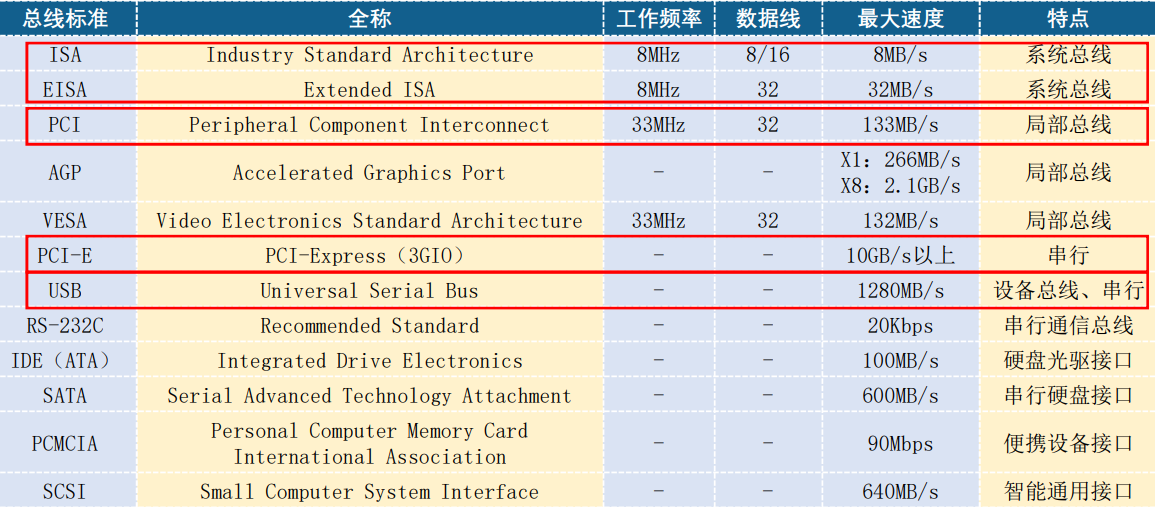 总线标准 全称 工作频率 数据线 最大速度 特点
ISA Industry Standard Architecture 8MHz 8/16 8MB/s 系统总线
EISA Extended ISA 8MHz 32 32MB/s 系统总线
PCI Peripheral Component Interconnect 33MHz 32 133MB/s 局部总线
AGP Accelerated Graphics Port - - X1：266MB/s
X8：2.1GB/s 局部总线
VESA Video Electronics Standard Architecture 33MHz 32 132MB/s 局部总线
PCI-E PCI-Express（3GIO） - - 10GB/s以上 串行
USB Universal Serial Bus - - 1280MB/s 设备总线、串行
RS-232C Recommended Standard - - 20Kbps 串行通信总线
IDE（ATA） Integrated Drive Electronics - - 100MB/s 硬盘光驱接口
SATA Serial Advanced Technology Attachment - - 600MB/s 串行硬盘接口
PCMCIA Personal Computer Memory Card
International Association - - 90Mbps 便携设备接口
SCSI Small Computer System Interface - - 640MB/s 智能通用接口